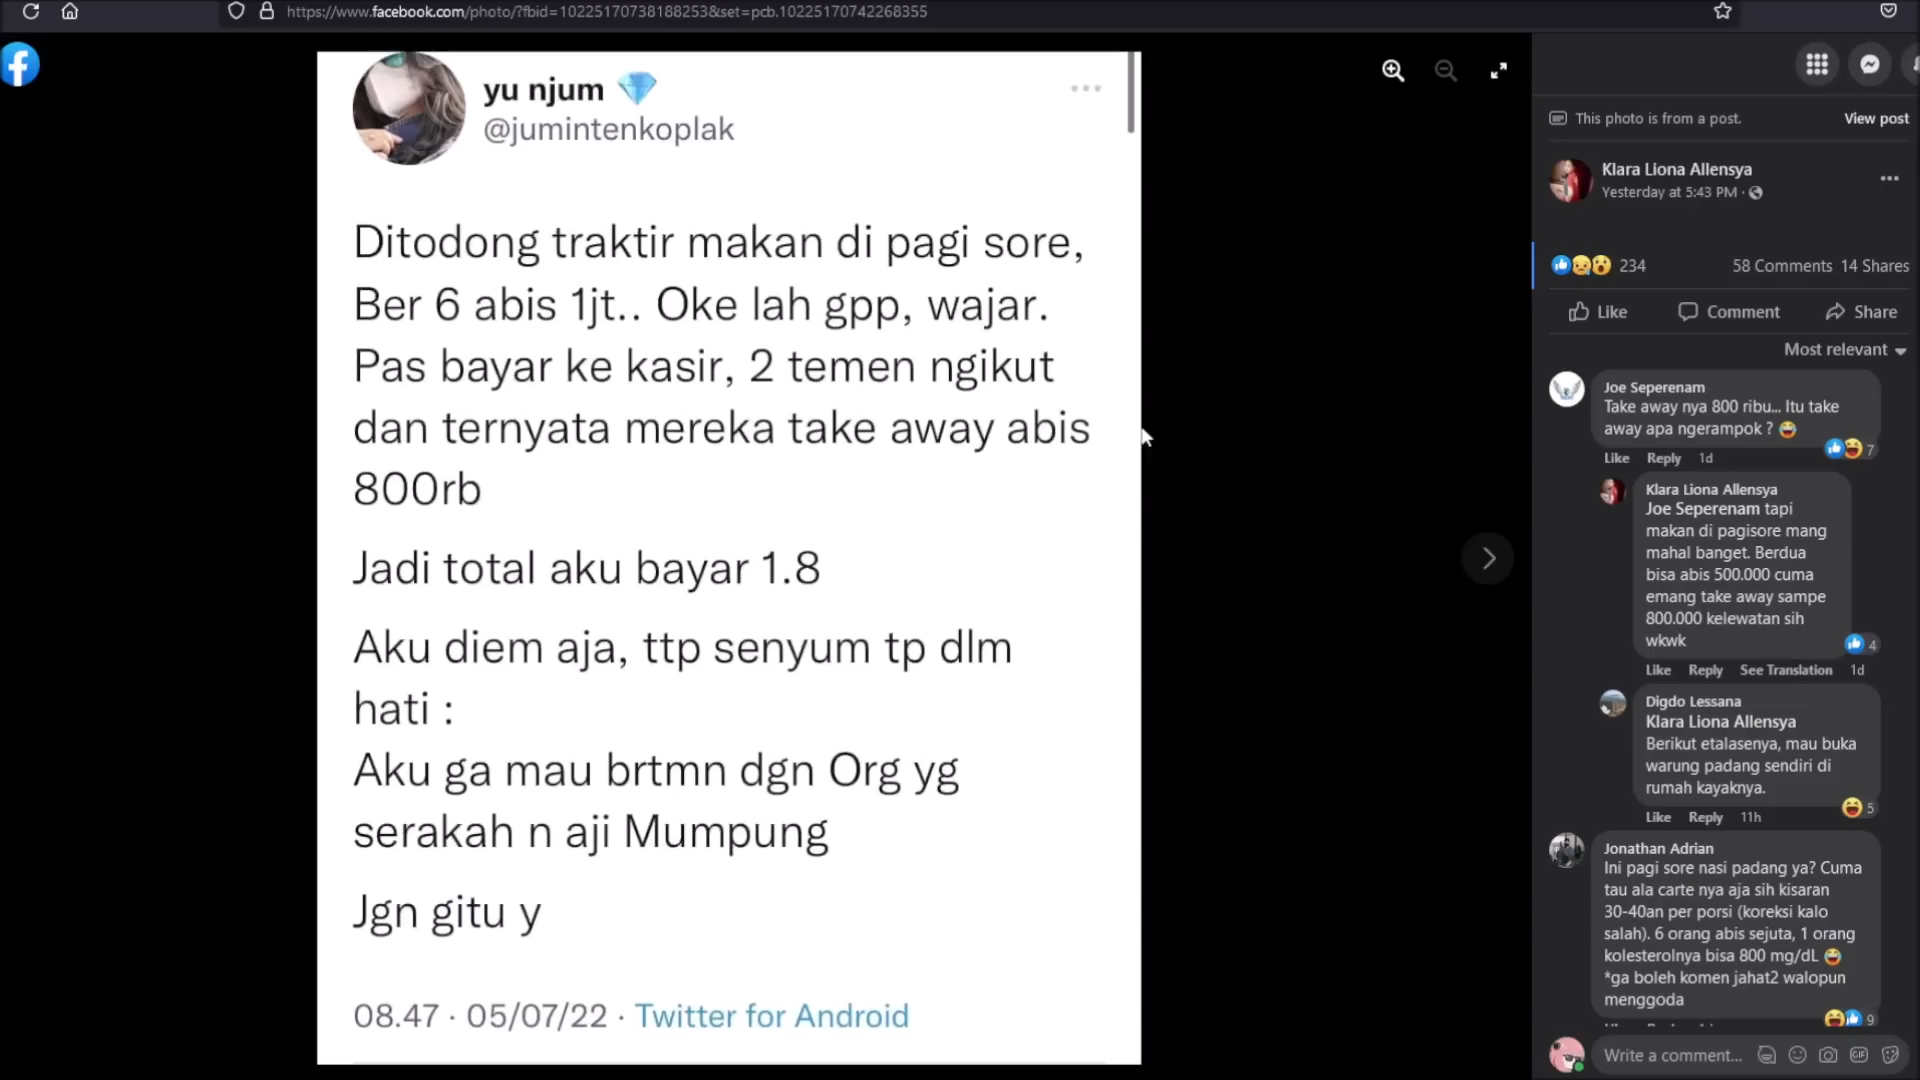 https://www.facebook.com/photo/?fbid=10225170738188253&set=pcb.10225170742268355
yu njum 💎
@jumintenkoplak
Ditodong traktir makan di pagi sore,
Ber 6 abis 1jt.. Oke lah gpp, wajar.
Pas bayar ke kasir, 2 temen ngikut
dan ternyata mereka take away abis
800rb
Jadi total aku bayar 1.8
Aku diem aja, ttp senyum tp dlm
hati :
Aku ga mau brtmn dgn Org yg
serakah n aji Mumpung
Jgn gitu y
08.47 · 05/07/22 · Twitter for Android
This photo is from a post.
View post
Klara Liona Allensya
Yesterday at 5:43 PM ·
234
58 Comments 14 Shares
Like
Comment
Share
Most relevant
Joe Seperenam
Take away nya 800 ribu... Itu take
away apa ngerampok ? 😂
7
Like Reply 1d
Klara Liona Allensya
Joe Seperenam tapi
makan di pagisore mang
mahal banget. Berdua
bisa abis 500.000 cuma
emang take away sampe
800.000 kelewatan sih
wkwk
4
Like Reply See Translation 1d
Digdo Lessana
Klara Liona Allensya
Berikut etalasenya, mau buka
warung padang sendiri di
rumah kayaknya.
5
Like Reply 11h
Jonathan Adrian
Ini pagi sore nasi padang ya? Cuma
tau ala carte nya aja sih kisaran
30-40an per porsi (koreksi kalo
salah). 6 orang abis sejuta, 1 orang
kolesterolnya bisa 800 mg/dL 😂
*ga boleh komen jahat2 walopun
menggoda
9
Write a comment...
GIF